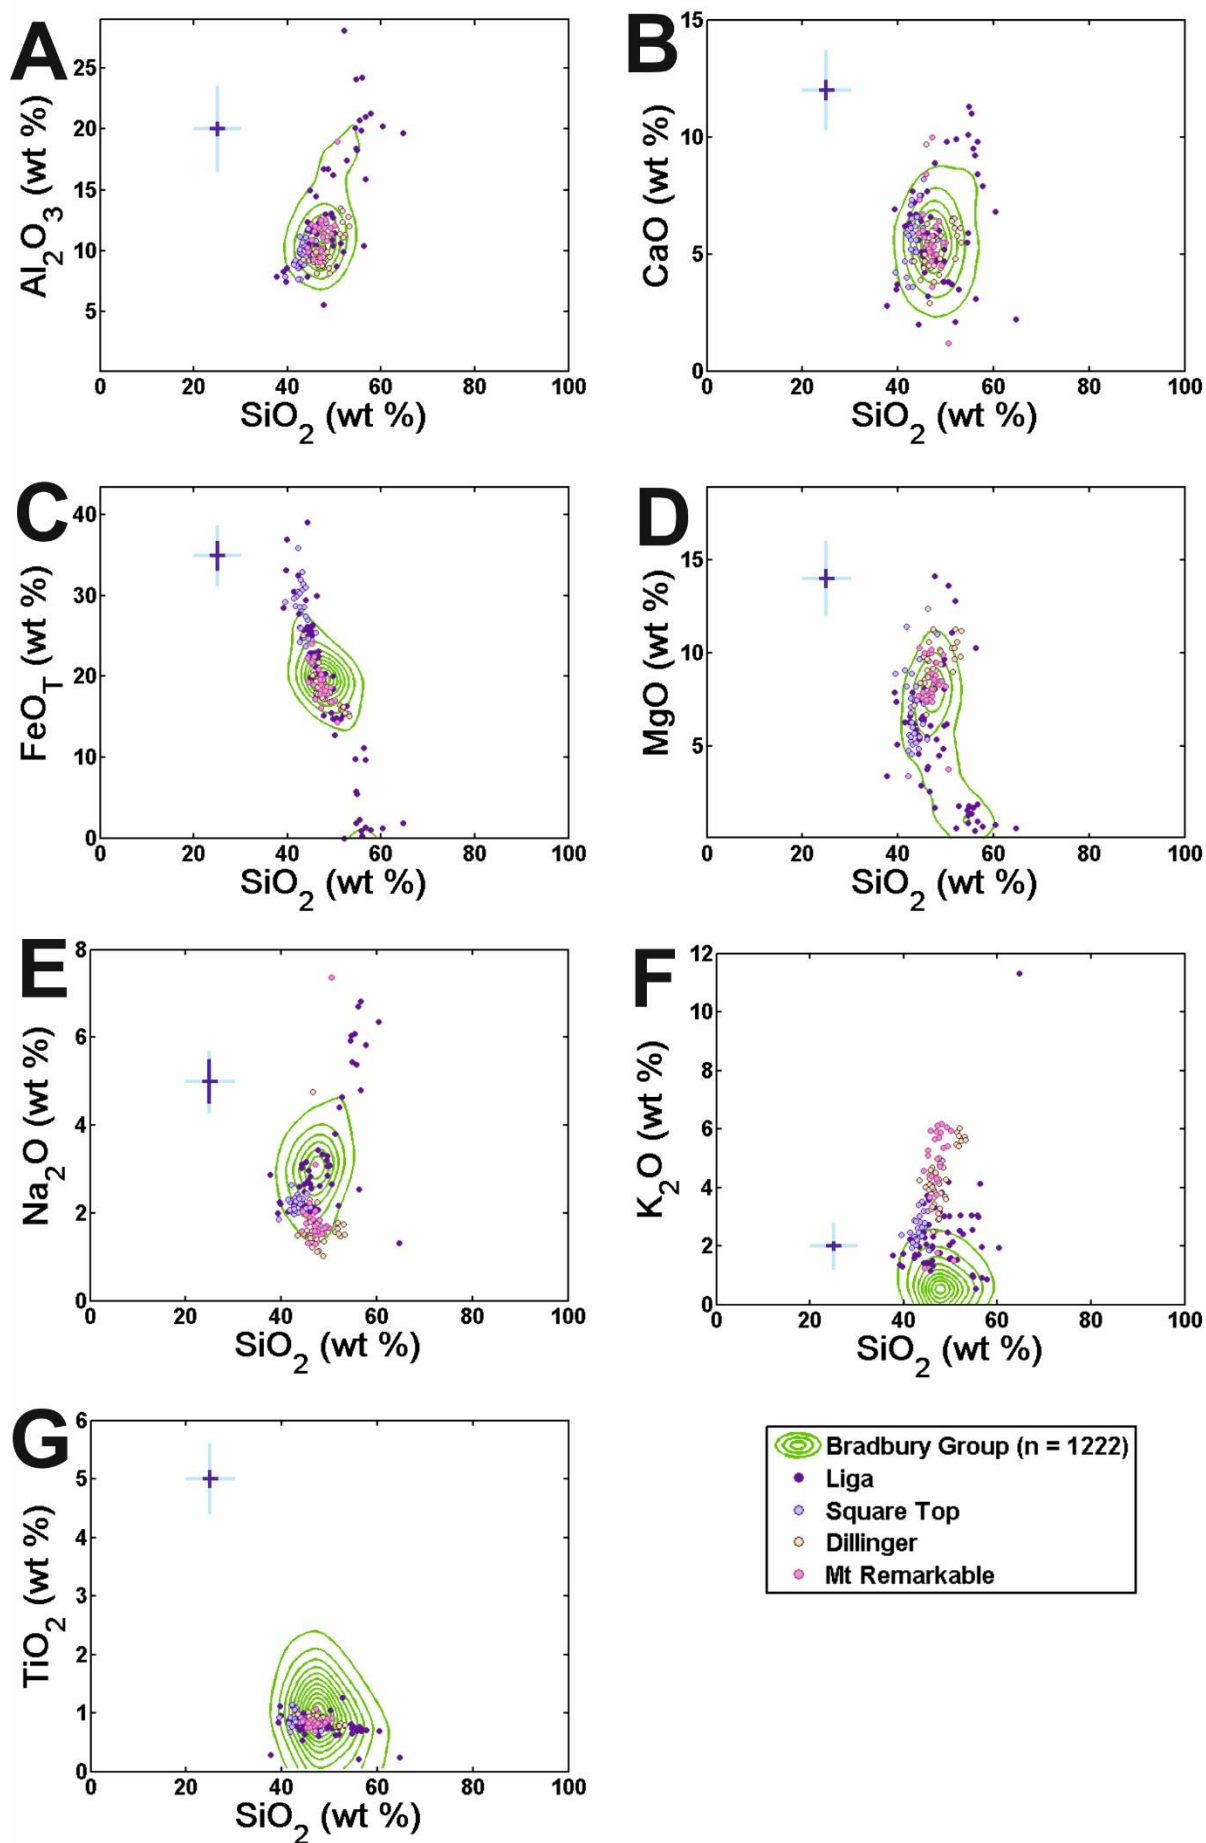 A
B
Al2O3 (wt %)
25
20
15
10
5
0 20 40 60 80 100
SiO2 (wt %)
CaO (wt %)
15
10
5
0
0 20 40 60 80 100
SiO2 (wt %)
C
D
FeOT (wt %)
40
30
20
10
0
0 20 40 60 80 100
SiO2 (wt %)
MgO (wt %)
15
10
5
0 20 40 60 80 100
SiO2 (wt %)
E
F
Na2O (wt %)
8
6
4
2
0
0 20 40 60 80 100
SiO2 (wt %)
K2O (wt %)
12
10
8
6
4
2
0
0 20 40 60 80 100
SiO2 (wt %)
G
TiO2 (wt %)
6
5
4
3
2
1
0
0 20 40 60 80 100
SiO2 (wt %)
Bradbury Group (n = 1222)
Liga
Square Top
Dillinger
Mt Remarkable